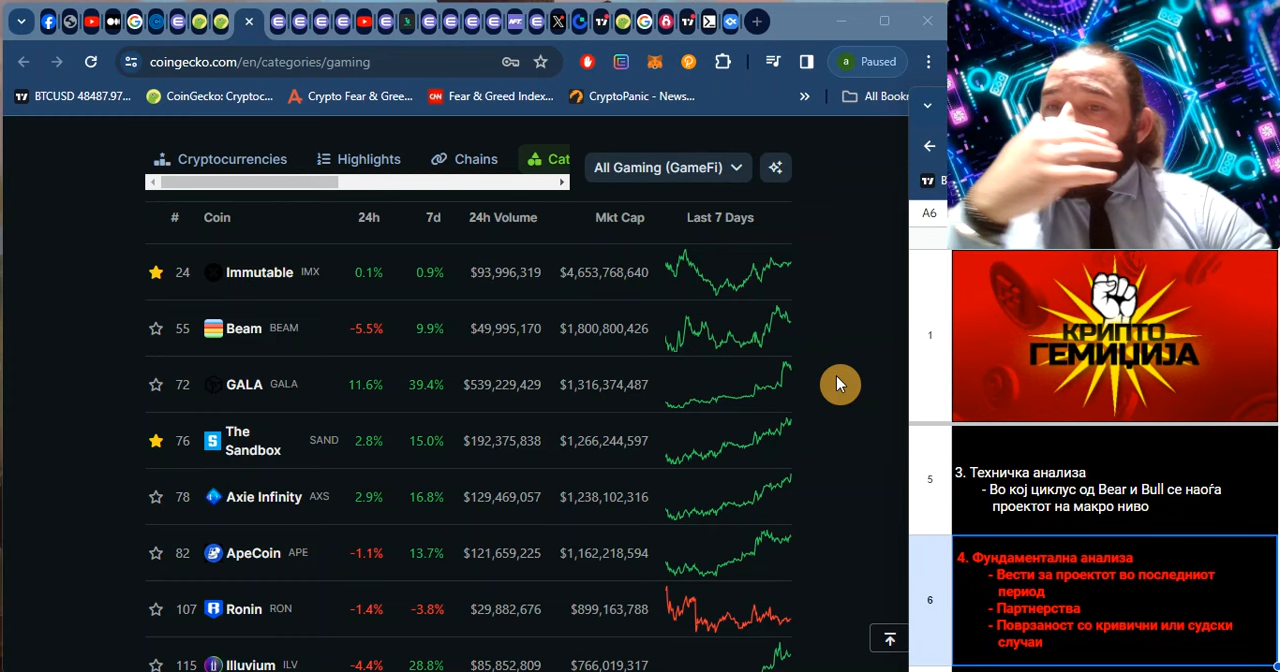 coingecko.com/en/categories/gaming
a Paused
BTCUSD 48487.97...
CoinGecko: Cryptoc...
Crypto Fear & Gree...
CNN Fear & Greed Index...
CryptoPanic - News...
»
All Bookr
Cryptocurrencies
Highlights
Chains
Cat
All Gaming (GameFi)
# Coin 24h 7d 24h Volume Mkt Cap Last 7 Days
24 Immutable IMX 0.1% 0.9% $93,996,319 $4,653,768,640
55 Beam BEAM -5.5% 9.9% $49,995,170 $1,800,800,426
72 GALA GALA 11.6% 39.4% $539,229,429 $1,316,374,487
76 The Sandbox SAND 2.8% 15.0% $192,375,838 $1,266,244,597
78 Axie Infinity AXS 2.9% 16.8% $129,469,057 $1,238,102,316
82 ApeCoin APE -1.1% 13.7% $121,659,225 $1,162,218,594
107 Ronin RON -1.4% -3.8% $29,882,676 $899,163,788
115 Illuvium ILV -4.4% 28.8% $85,852,809 $766,019,317
B
A6
1
КРИПТО
ГЕМИЏИЈА
5
3. Техничка анализа
- Во кој циклус од Bear и Bull се наоѓа
проектот на макро ниво
6
4. Фундаментална анализа
- Вести за проектот во последниот
период
- Партнерства
- Поврзаност со кривични или судски
случаи